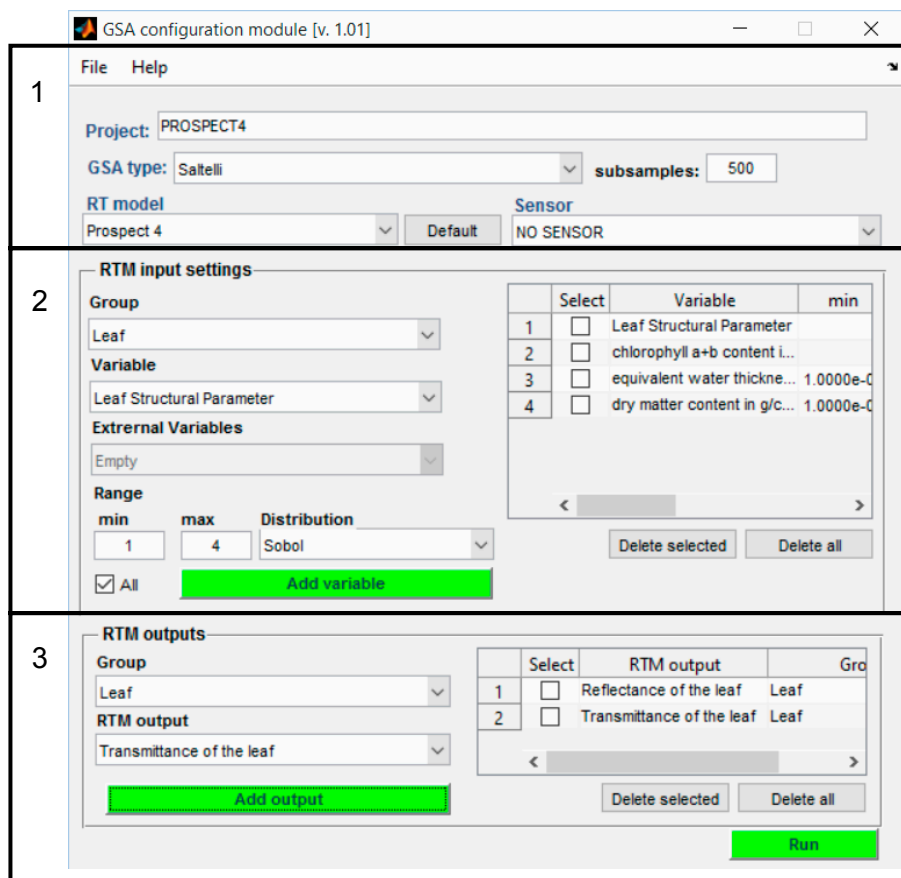 GSA configuration module [v. 1.01]
1
File Help
Project: PROSPECT4
GSA type: Saltelli subsamples: 500
RT model Sensor
Prospect 4 Default NO SENSOR
2
RTM input settings
Group
Leaf
Variable
Leaf Structural Parameter
Extrernal Variables
Empty
Range
min max Distribution
1 4 Sobol
All Add variable
Select Variable min
1 Leaf Structural Parameter
2 chlorophyll a+b content i...
3 equivalent water thickne... 1.0000e-0
4 dry matter content in g/c... 1.0000e-0
Delete selected Delete all
3
RTM outputs
Group
Leaf
RTM output
Transmittance of the leaf
Add output
Select RTM output Gro
1 Reflectance of the leaf Leaf
2 Transmittance of the leaf Leaf
Delete selected Delete all
Run